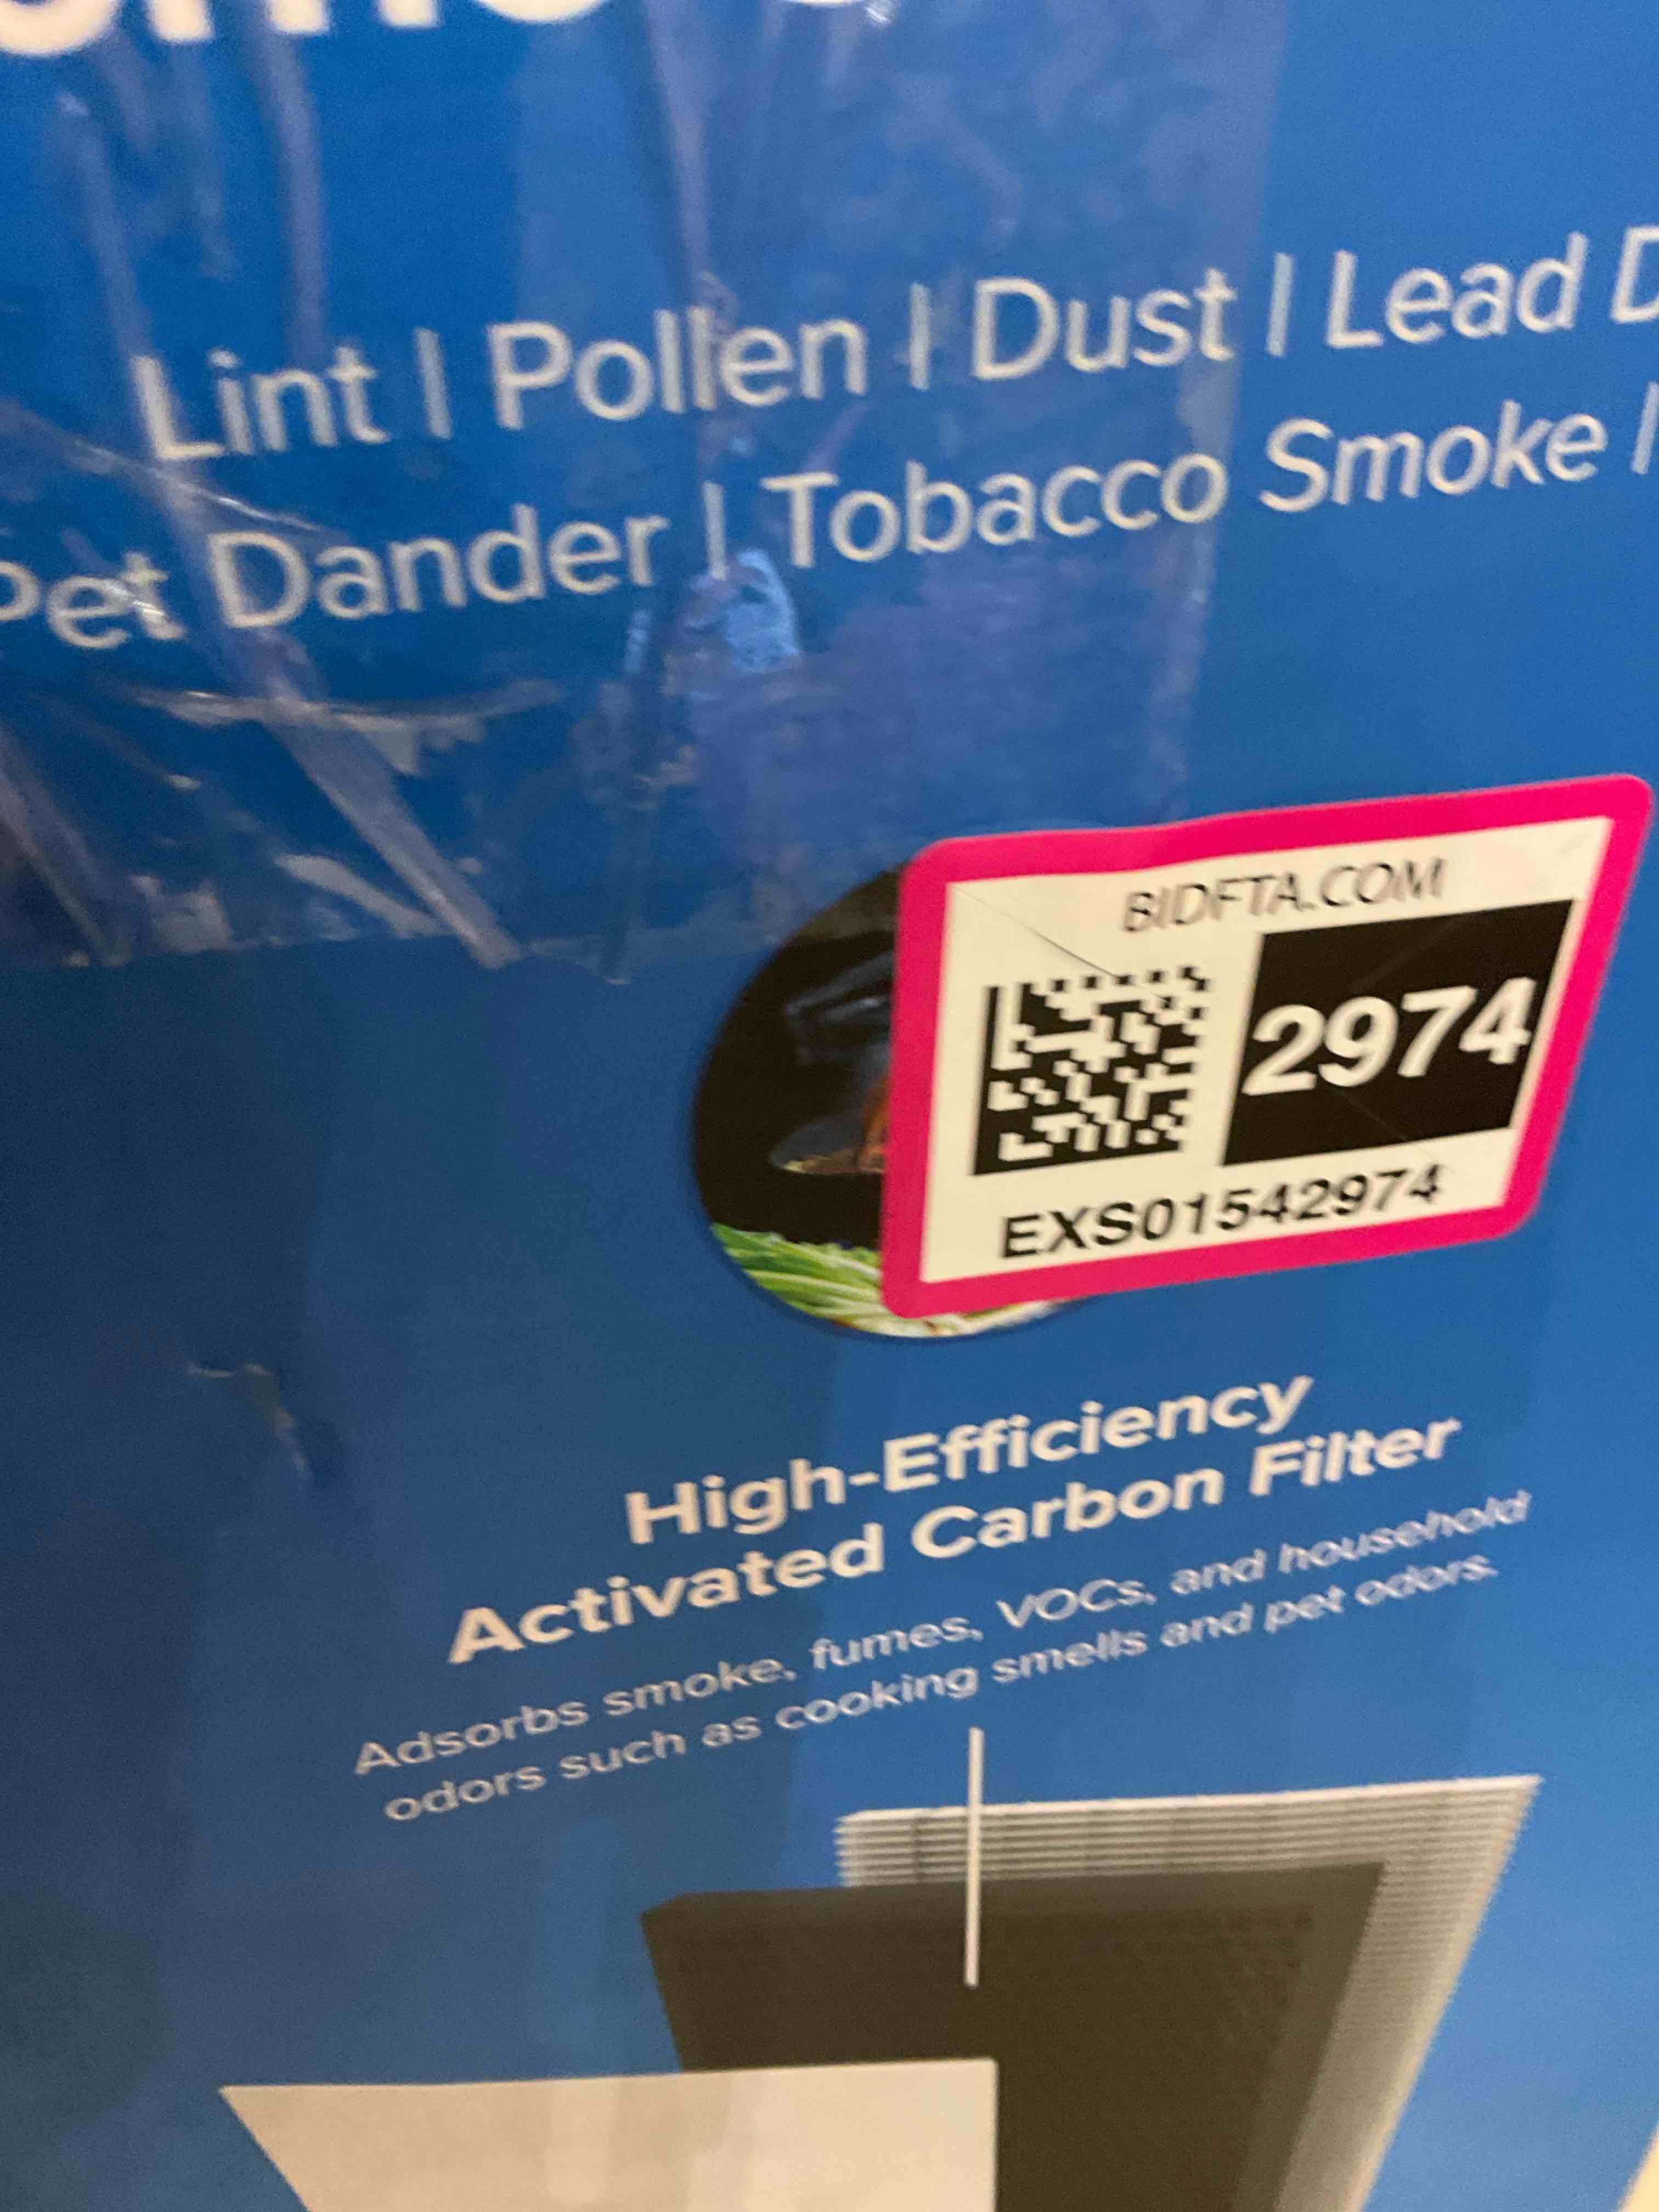 Lint | Pollen | Dust | Lead D
Pet Dander | Tobacco Smoke |
BIDFTA.COM
2974
EXS01542974
High-Efficiency
Activated Carbon Filter
Adsorbs smoke, fumes, VOCs, and household
odors such as cooking smells and pet odors.